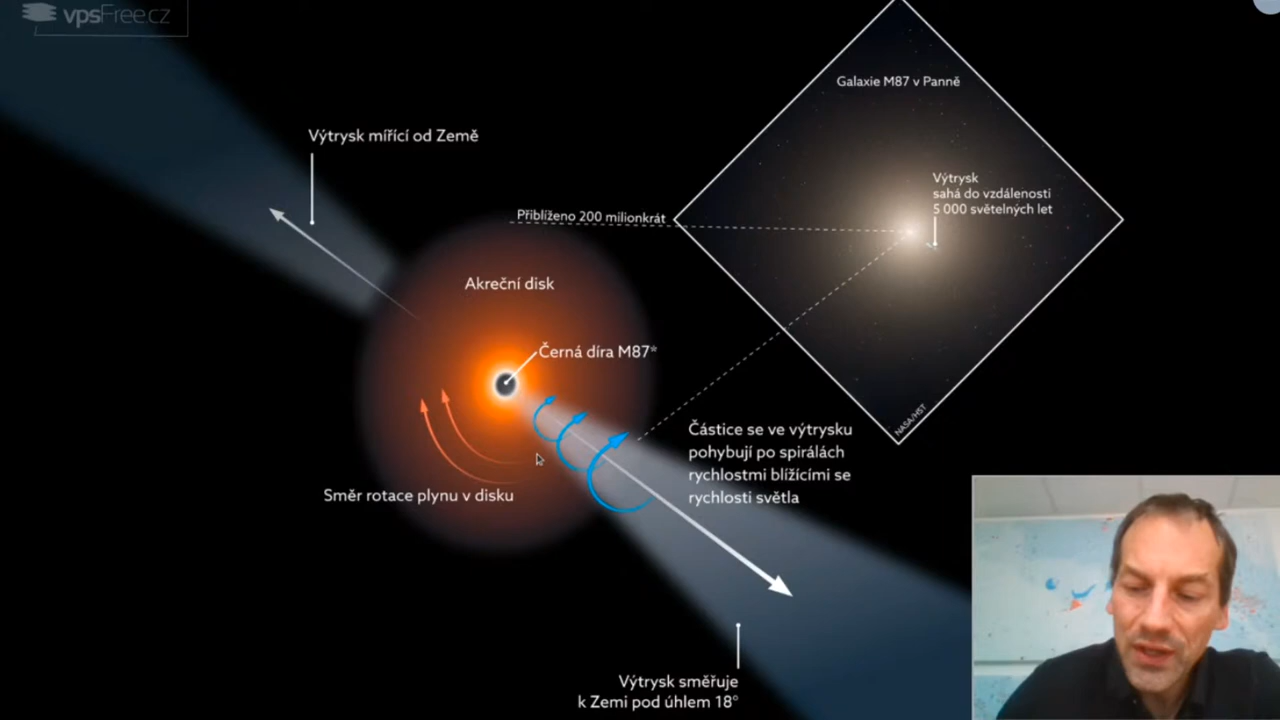 vpsFree.cz
Galaxie M87 v Panně
Výtrysk mířící od Země
Výtrysk
sahá do vzdálenosti
5 000 světelných let
Přiblíženo 200 milionkrát
Akreční disk
Černá díra M87*
NASA/HST
Částice se ve výtrysku
pohybují po spirálách
rychlostmi blížícími se
rychlosti světla
Směr rotace plynu v disku
Výtrysk směřuje
k Zemi pod úhlem 18°